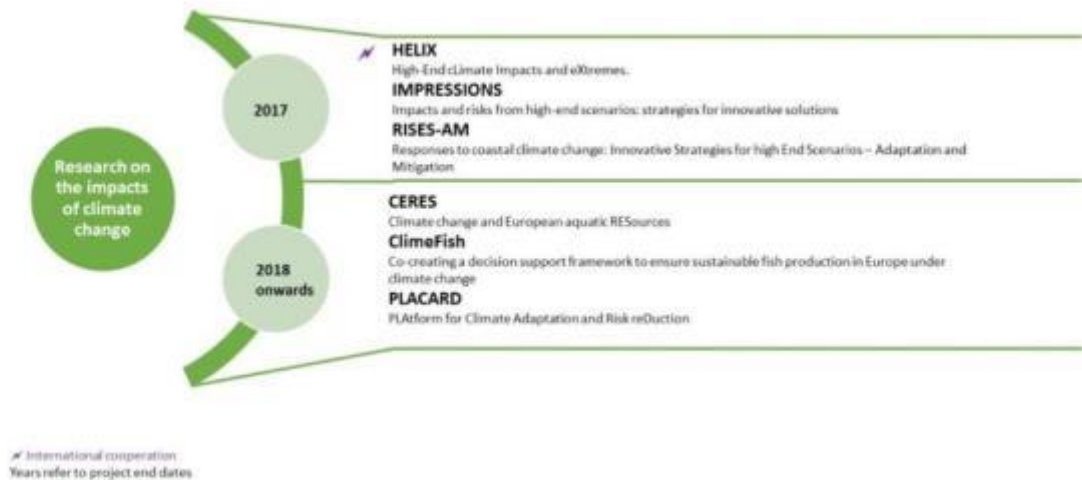 Research on
the impacts
of climate
change
2017
HELIX
High-End cLimate Impacts and eXtremes.
IMPRESSIONS
Impacts and risks from high-end scenarios: strategies for innovative solutions
RISES-AM
Responses to coastal climate change: Innovative Strategies for high End Scenarios – Adaptation and
Mitigation
2018
onwards
CERES
Climate change and European aquatic RESources
ClimeFish
Co-creating a decision support framework to ensure sustainable fish production in Europe under
climate change
PLACARD
PLAtform for Climate Adaptation and Risk reDuction
International cooperation
Years refer to project end dates